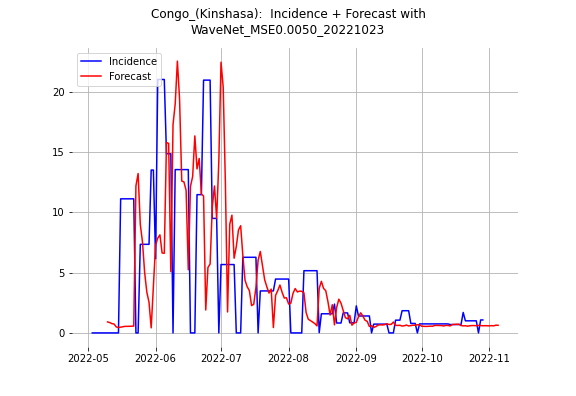 Congo_(Kinshasa):  Incidence + Forecast with
WaveNet_MSE0.0050_20221023
Incidence
Forecast
20
15
10
5
0
2022-05 2022-06 2022-07 2022-08 2022-09 2022-10 2022-11